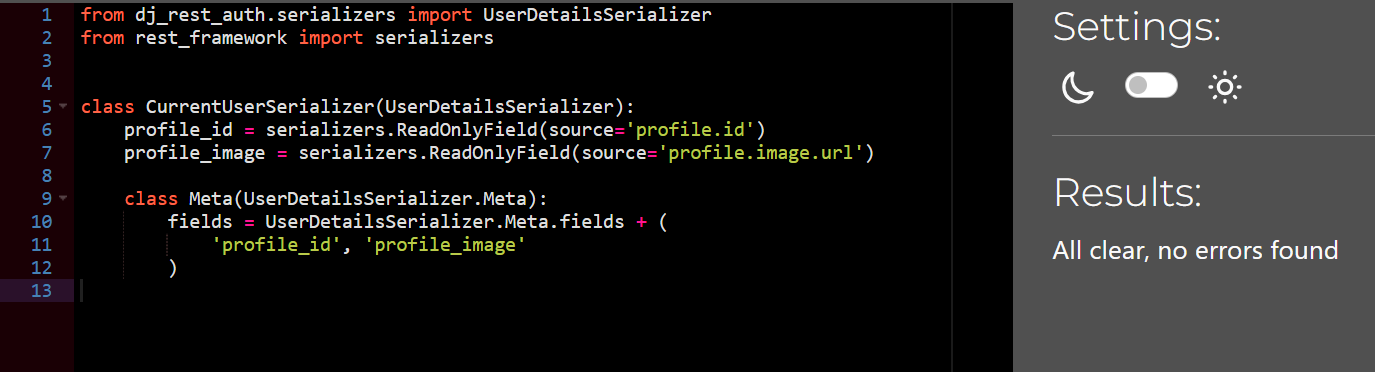 1 from dj_rest_auth.serializers import UserDetailsSerializer
2 from rest_framework import serializers
3
4
5 class CurrentUserSerializer(UserDetailsSerializer):
6     profile_id = serializers.ReadOnlyField(source='profile.id')
7     profile_image = serializers.ReadOnlyField(source='profile.image.url')
8
9     class Meta(UserDetailsSerializer.Meta):
10         fields = UserDetailsSerializer.Meta.fields + (
11             'profile_id', 'profile_image'
12         )
13
Settings:
Results:
All clear, no errors found